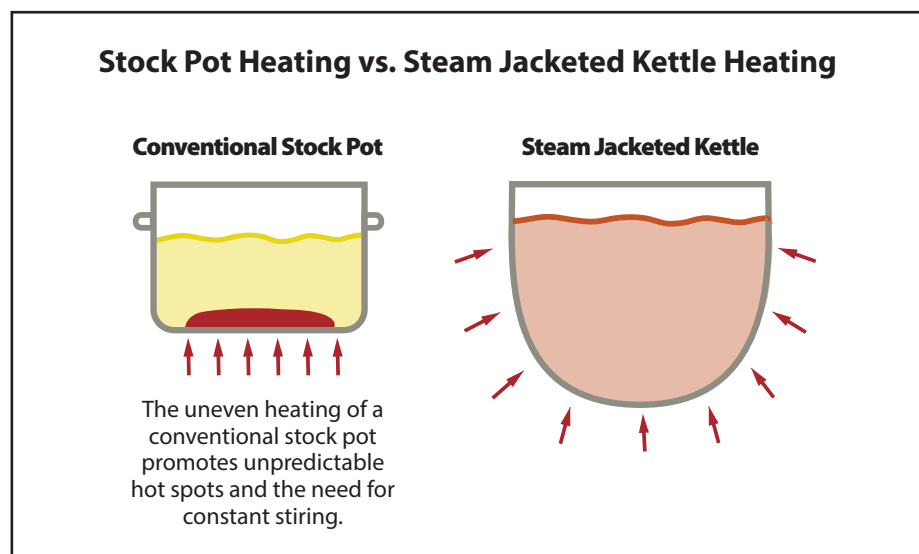 Stock Pot Heating vs. Steam Jacketed Kettle Heating
Conventional Stock Pot
Steam Jacketed Kettle
The uneven heating of a
conventional stock pot
promotes unpredictable
hot spots and the need for
constant stiring.